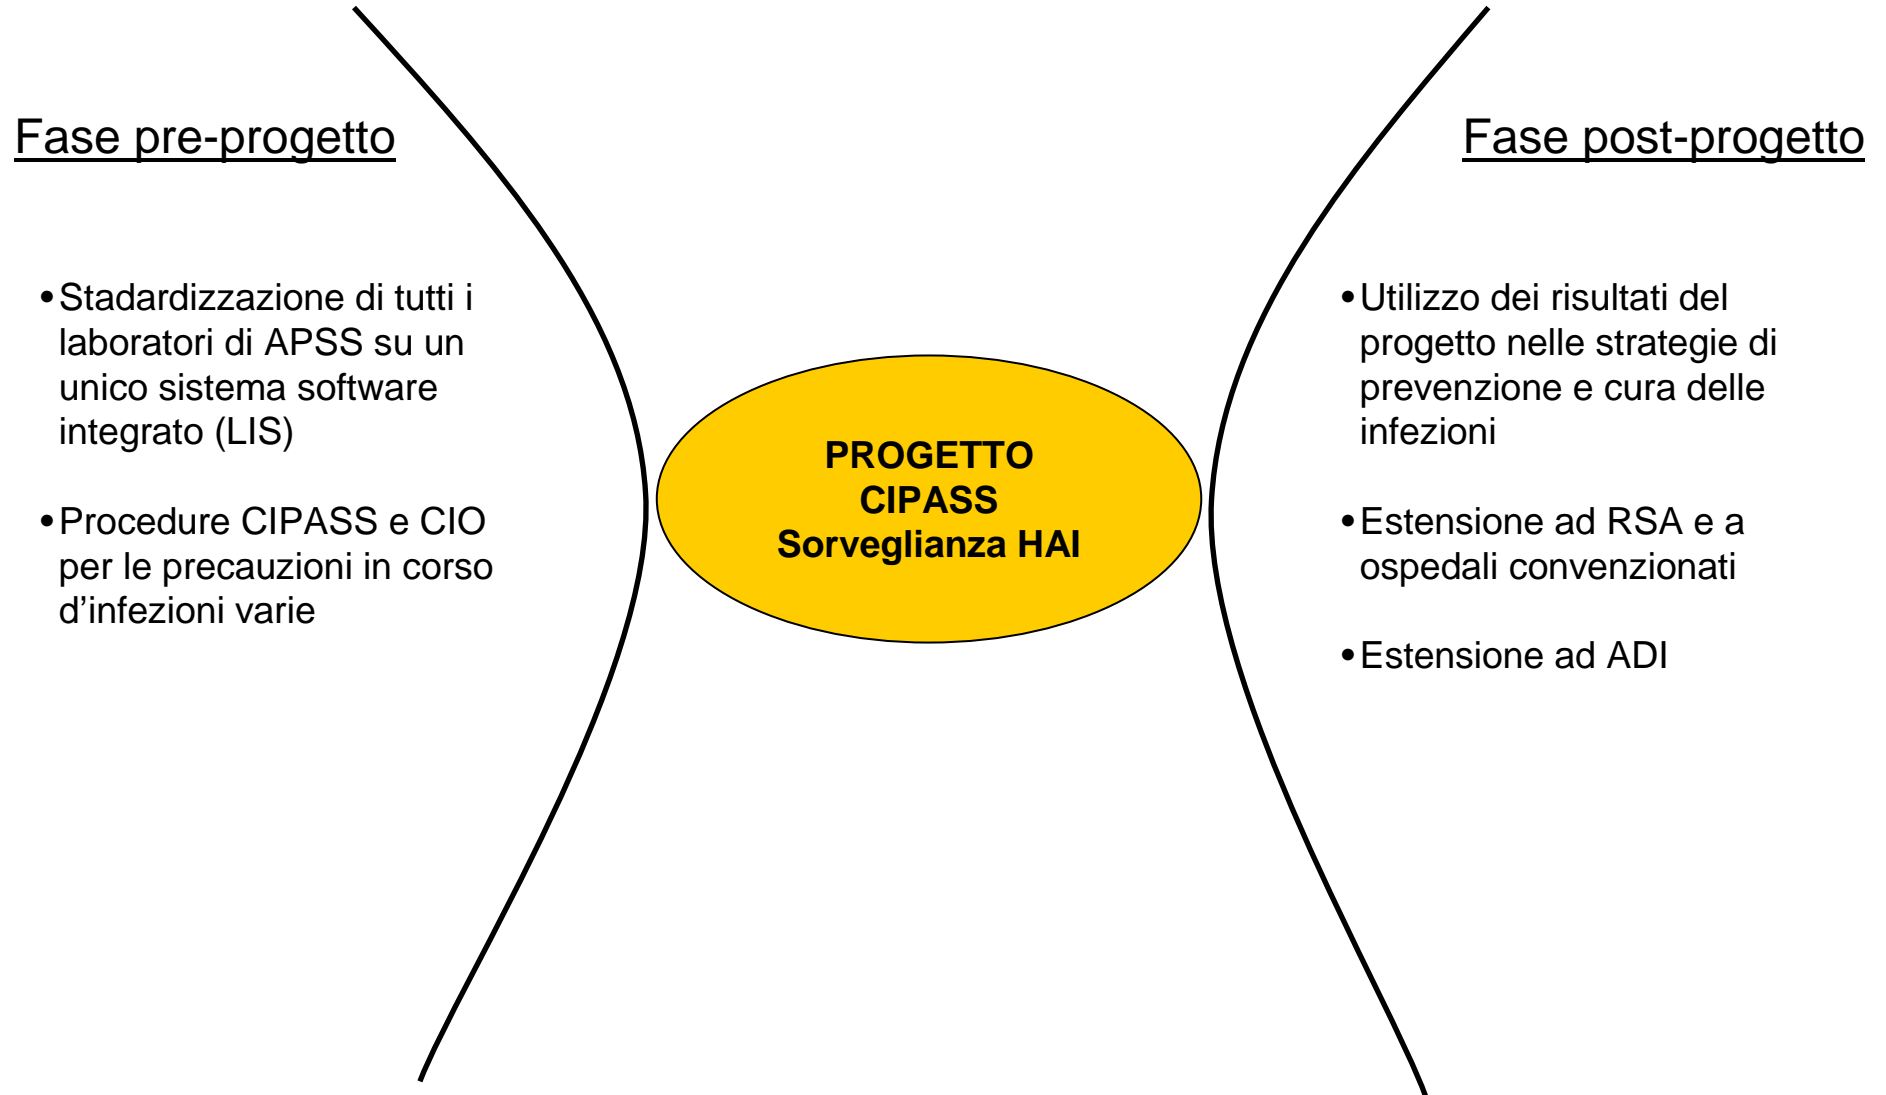 Fase pre-progetto
•Stadardizzazione di tutti i
laboratori di APSS su un
unico sistema software
integrato (LIS)
•Procedure CIPASS e CIO
per le precauzioni in corso
d’infezioni varie
PROGETTO
CIPASS
Sorveglianza HAI
Fase post-progetto
•Utilizzo dei risultati del
progetto nelle strategie di
prevenzione e cura delle
infezioni
•Estensione ad RSA e a
ospedali convenzionati
•Estensione ad ADI